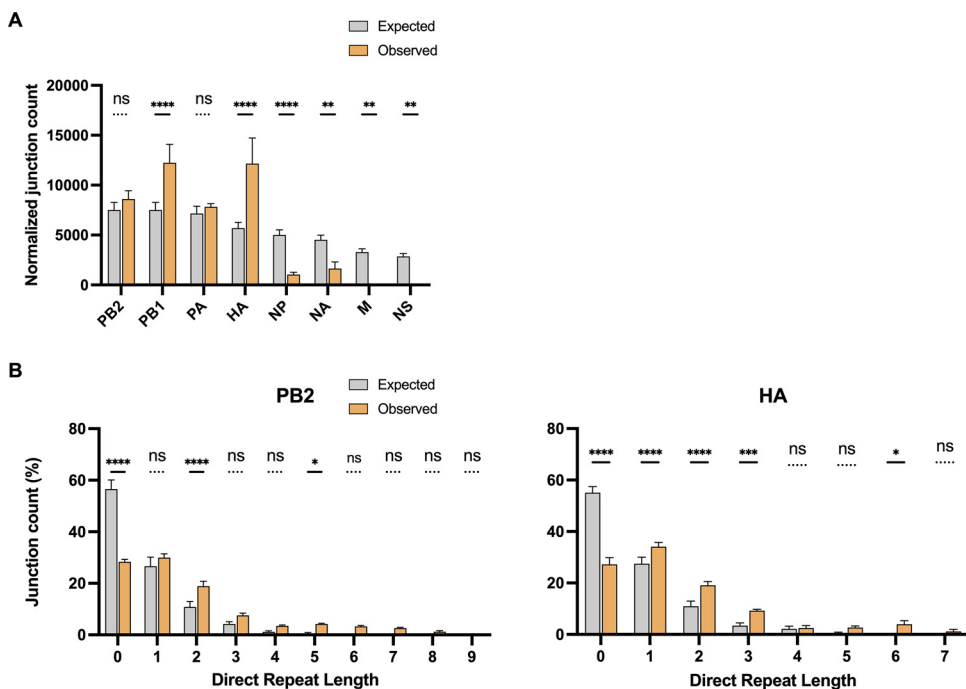 A
Expected
Observed
Normalized junction count
20000
15000
10000
5000
0
ns **** ns **** **** ** ** **
PB2 PB1 PA HA NP NA M NS
B
Expected
Observed
PB2
HA
Junction count (%)
80
60
40
20
0
**** ns **** ns ns * ns ns ns ns
0 1 2 3 4 5 6 7 8 9
Direct Repeat Length
80
60
40
20
0
**** **** **** *** ns ns * ns
0 1 2 3 4 5 6 7
Direct Repeat Length